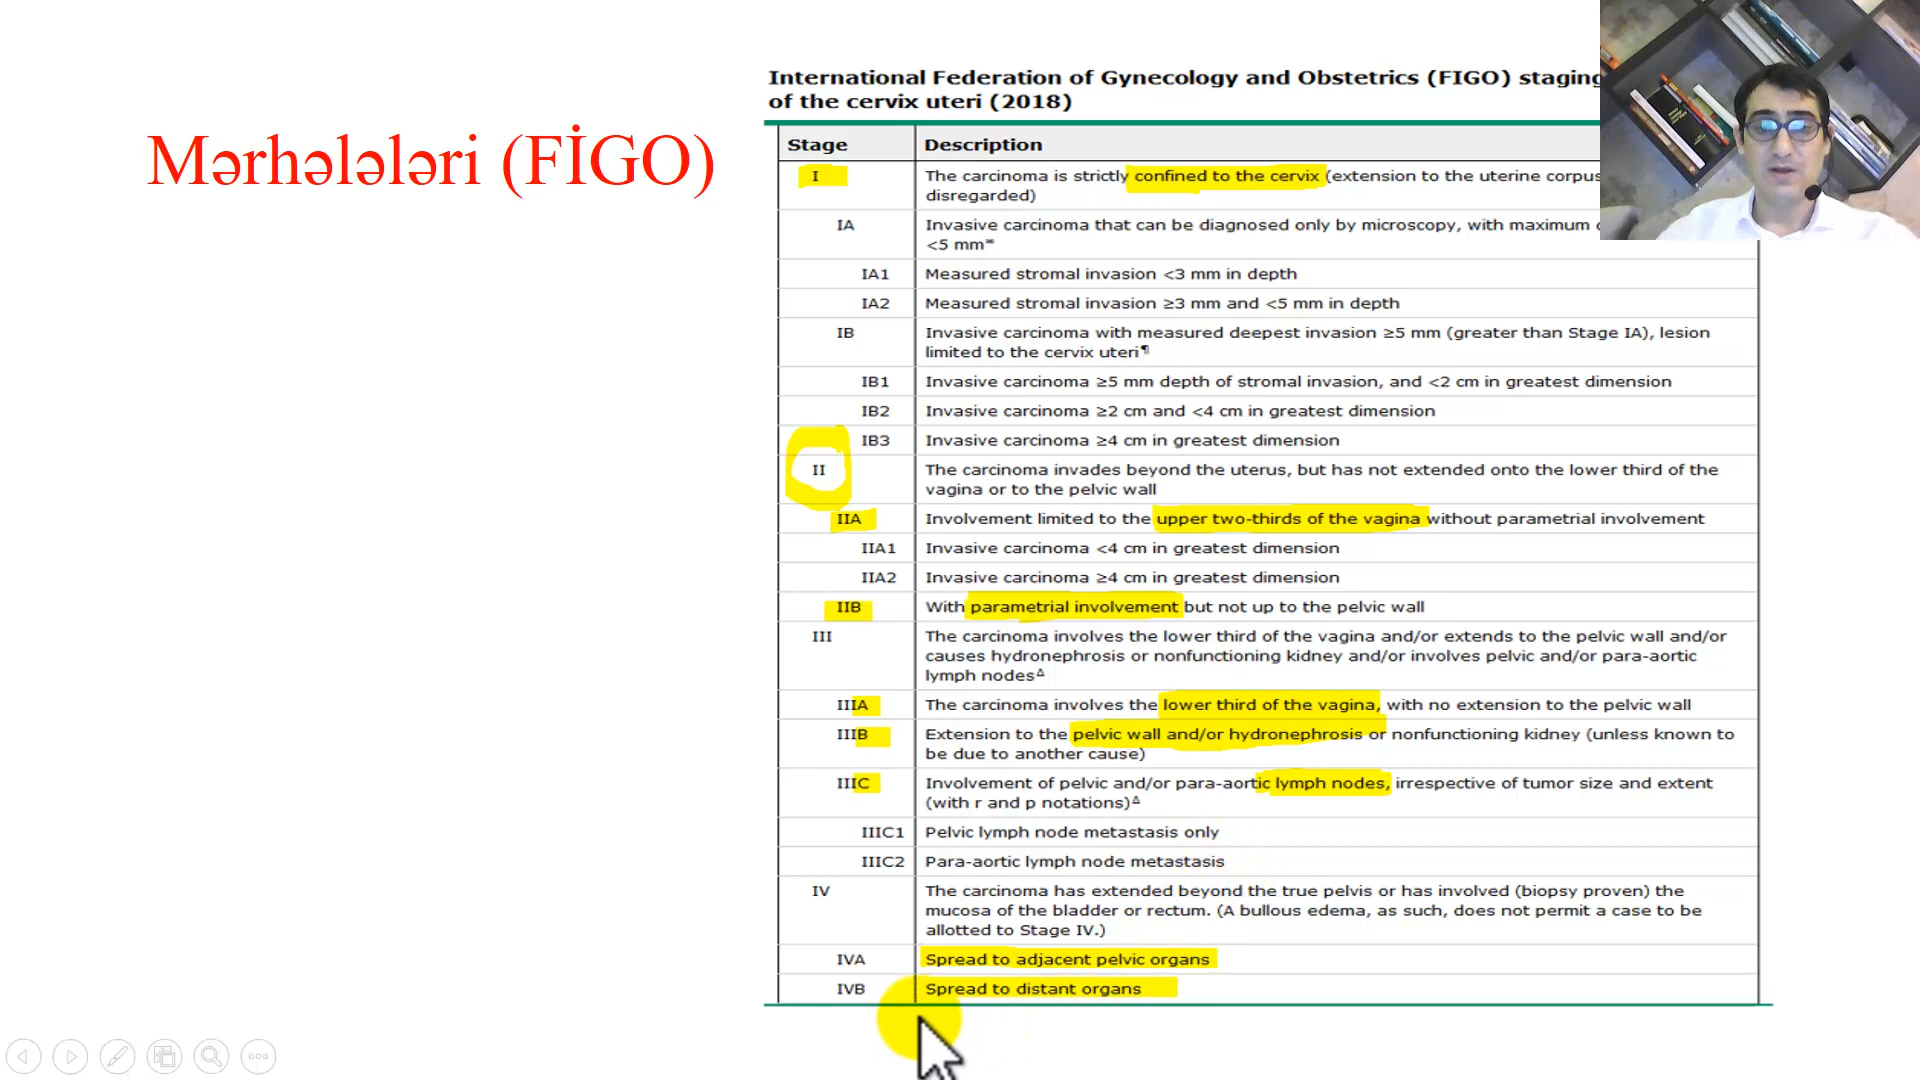 Mərhələləri (FİGO)
International Federation of Gynecology and Obstetrics (FIGO) staging
of the cervix uteri (2018)
Stage Description
I The carcinoma is strictly confined to the cervix (extension to the uterine corpus
disregarded)
IA Invasive carcinoma that can be diagnosed only by microscopy, with maximum
<5 mm*
IA1 Measured stromal invasion <3 mm in depth
IA2 Measured stromal invasion ≥3 mm and <5 mm in depth
IB Invasive carcinoma with measured deepest invasion ≥5 mm (greater than Stage IA), lesion
limited to the cervix uteri¶
IB1 Invasive carcinoma ≥5 mm depth of stromal invasion, and <2 cm in greatest dimension
IB2 Invasive carcinoma ≥2 cm and <4 cm in greatest dimension
IB3 Invasive carcinoma ≥4 cm in greatest dimension
II The carcinoma invades beyond the uterus, but has not extended onto the lower third of the
vagina or to the pelvic wall
IIA Involvement limited to the upper two-thirds of the vagina without parametrial involvement
IIA1 Invasive carcinoma <4 cm in greatest dimension
IIA2 Invasive carcinoma ≥4 cm in greatest dimension
IIB With parametrial involvement but not up to the pelvic wall
III The carcinoma involves the lower third of the vagina and/or extends to the pelvic wall and/or
causes hydronephrosis or nonfunctioning kidney and/or involves pelvic and/or para-aortic
lymph nodesΔ
IIIA The carcinoma involves the lower third of the vagina, with no extension to the pelvic wall
IIIB Extension to the pelvic wall and/or hydronephrosis or nonfunctioning kidney (unless known to
be due to another cause)
IIIC Involvement of pelvic and/or para-aortic lymph nodes, irrespective of tumor size and extent
(with r and p notations)Δ
IIIC1 Pelvic lymph node metastasis only
IIIC2 Para-aortic lymph node metastasis
IV The carcinoma has extended beyond the true pelvis or has involved (biopsy proven) the
mucosa of the bladder or rectum. (A bullous edema, as such, does not permit a case to be
allotted to Stage IV.)
IVA Spread to adjacent pelvic organs
IVB Spread to distant organs